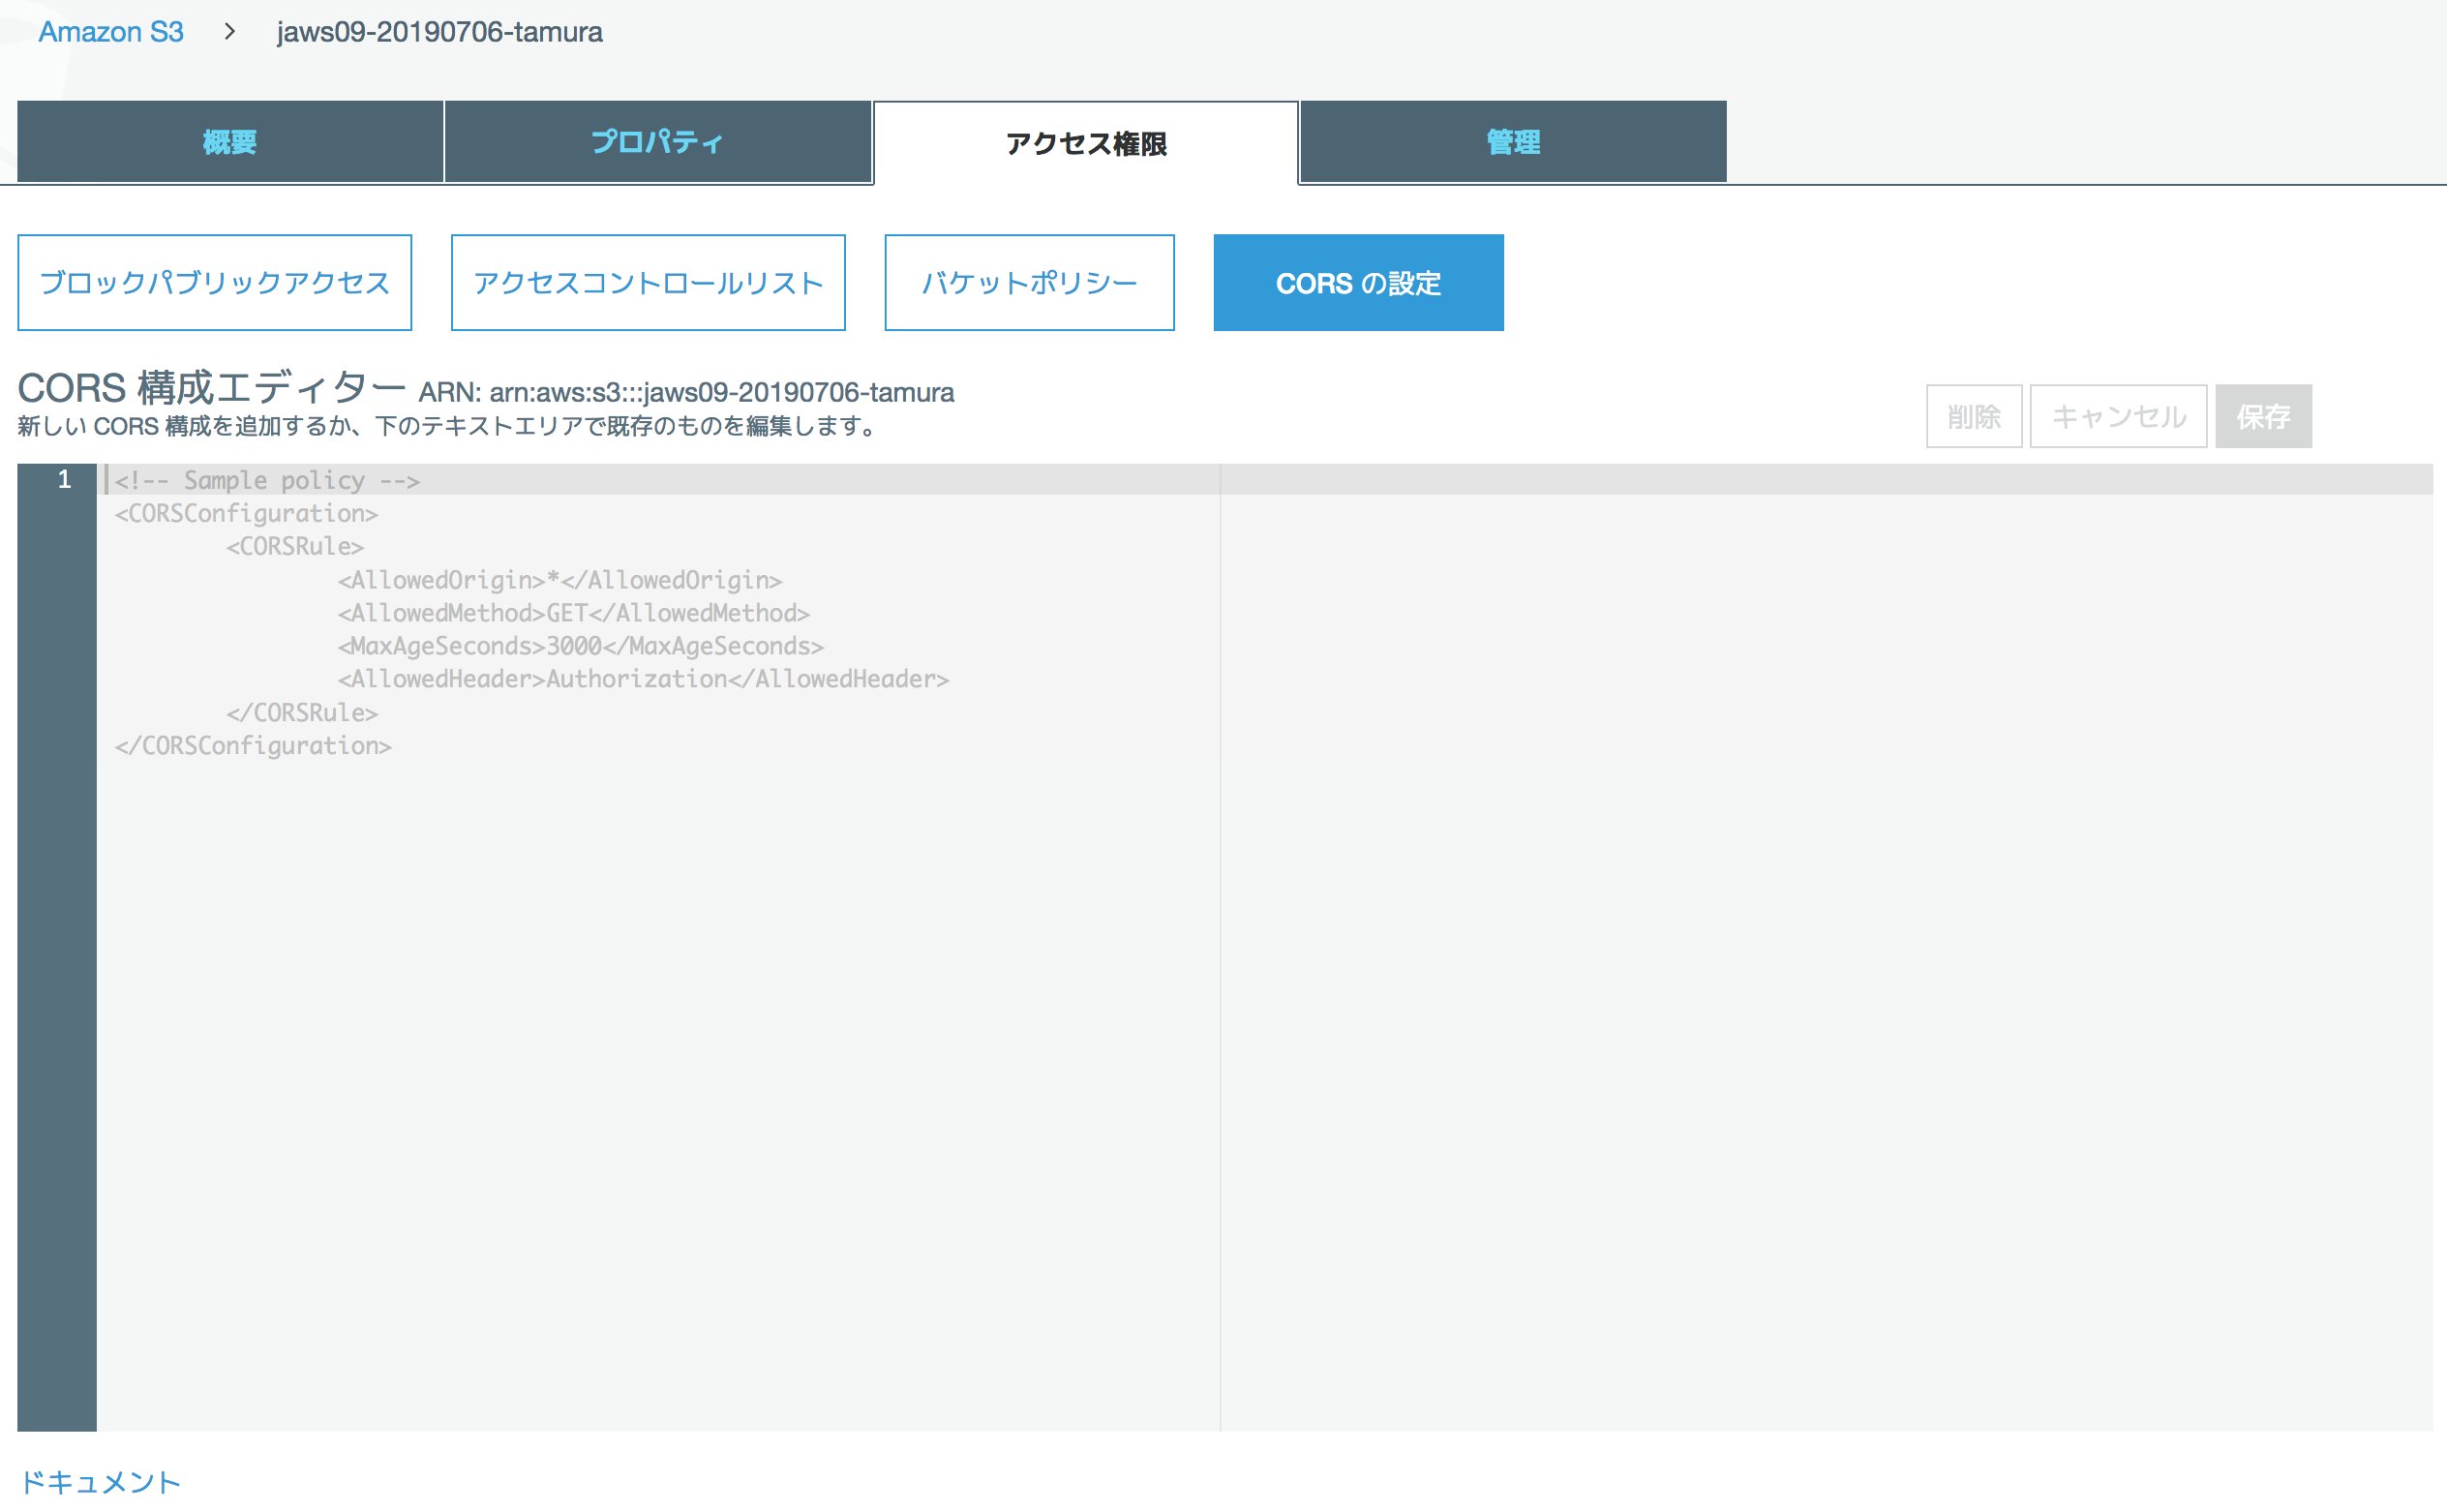 Amazon S3 > jaws09-20190706-tamura
概要 プロパティ アクセス権限 管理
ブロックパブリックアクセス アクセスコントロールリスト バケットポリシー CORS の設定
CORS 構成エディター ARN: arn:aws:s3:::jaws09-20190706-tamura
新しい CORS 構成を追加するか、下のテキストエリアで既存のものを編集します。
削除 キャンセル 保存
1 <!-- Sample policy -->
<CORSConfiguration>
<CORSRule>
<AllowedOrigin>*</AllowedOrigin>
<AllowedMethod>GET</AllowedMethod>
<MaxAgeSeconds>3000</MaxAgeSeconds>
<AllowedHeader>Authorization</AllowedHeader>
</CORSRule>
</CORSConfiguration>
ドキュメント